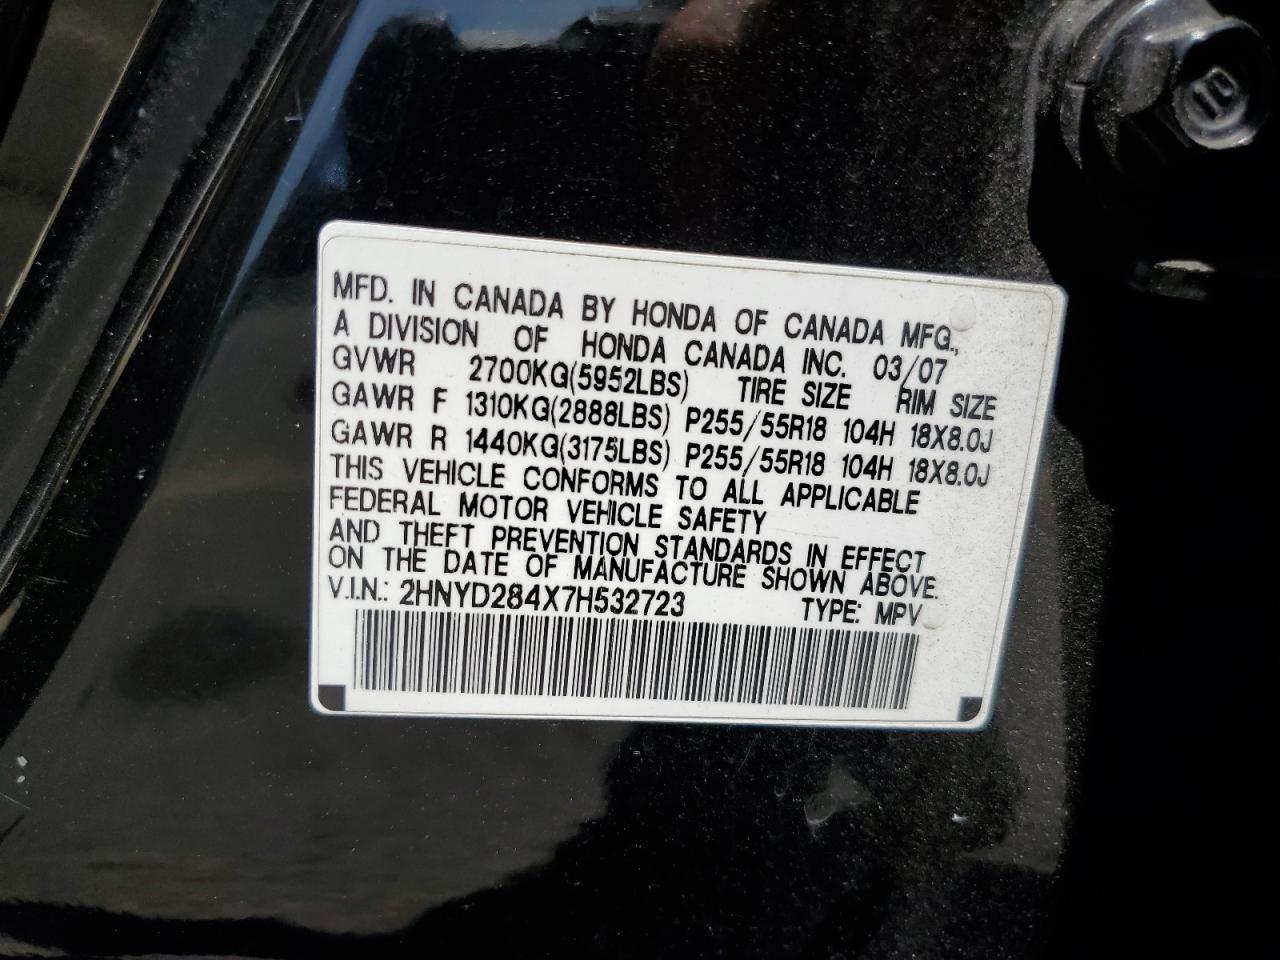 MFD. IN CANADA BY HONDA OF CANADA MFG.,
A DIVISION OF HONDA CANADA INC. 03/07
GVWR 2700KG(5952LBS) TIRE SIZE RIM SIZE
GAWR F 1310KG(2888LBS) P255/55R18 104H 18X8.0J
GAWR R 1440KG(3175LBS) P255/55R18 104H 18X8.0J
THIS VEHICLE CONFORMS TO ALL APPLICABLE
FEDERAL MOTOR VEHICLE SAFETY
AND THEFT PREVENTION STANDARDS IN EFFECT
ON THE DATE OF MANUFACTURE SHOWN ABOVE.
V.I.N.: 2HNYD284X7H532723 TYPE: MPV